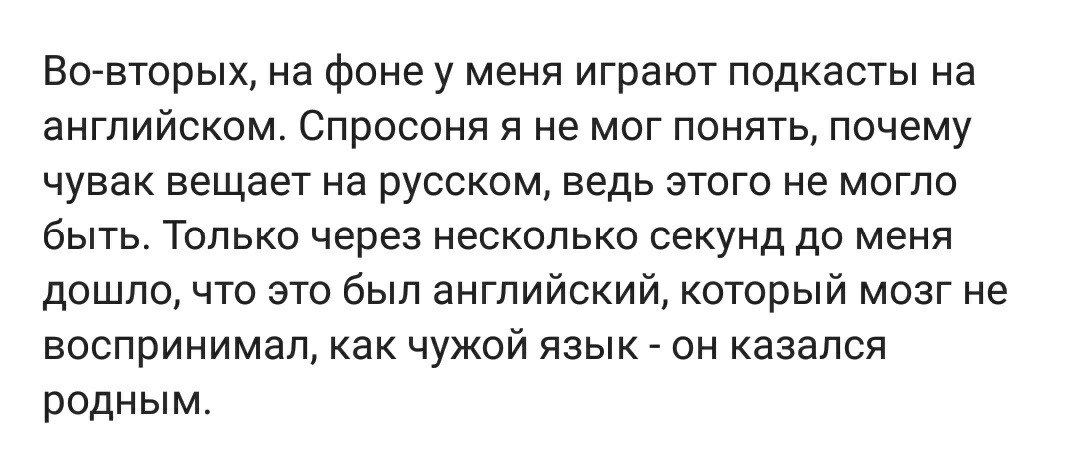 Во-вторых, на фоне у меня играют подкасты на
английском. Спросоня я не мог понять, почему
чувак вещает на русском, ведь этого не могло
быть. Только через несколько секунд до меня
дошло, что это был английский, который мозг не
воспринимал, как чужой язык - он казался
родным.